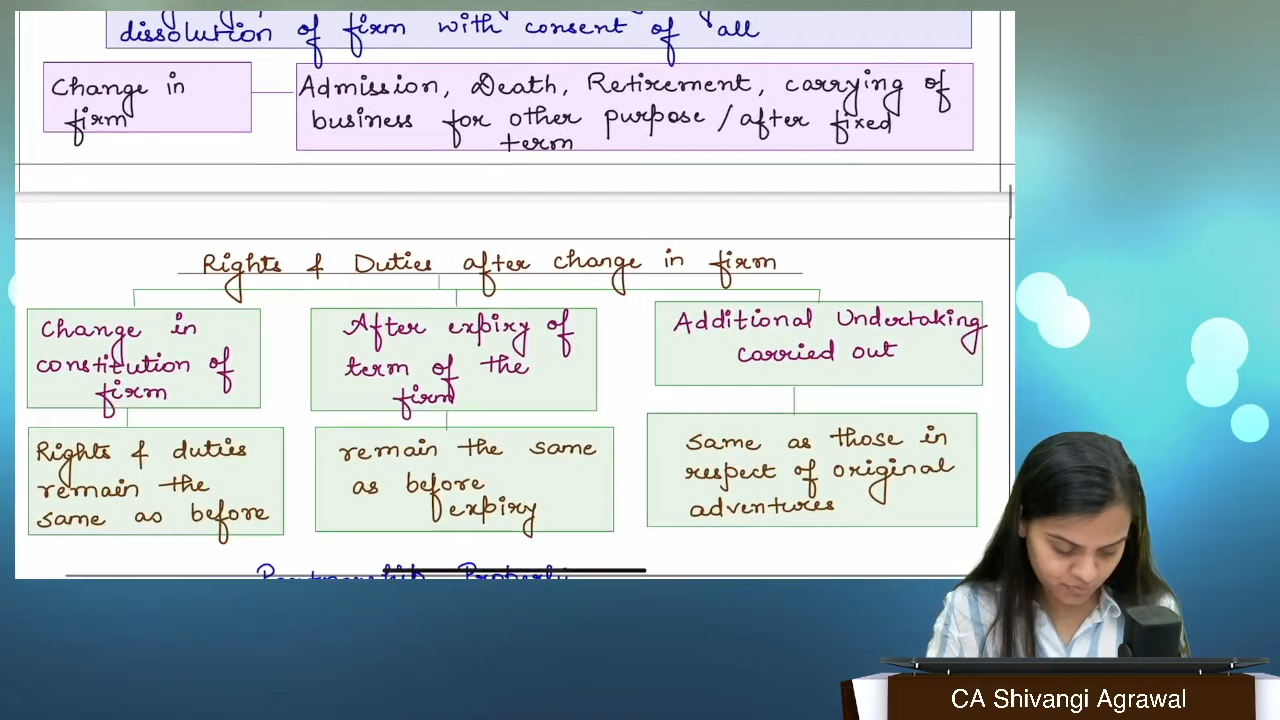 dissolution of firm with consent of all
Change in
firm
Admission, Death, Retirement, carrying of
business for other purpose / after fixed
term
Rights & Duties after change in firm
Change in
constitution of
firm
Rights & duties
remain the
same as before
After expiry of
term of the
firm
remain the same
as before
expiry
Additional Undertaking
carried out
same as those in
respect of original
adventures
Partnership Property
CA Shivangi Agrawal